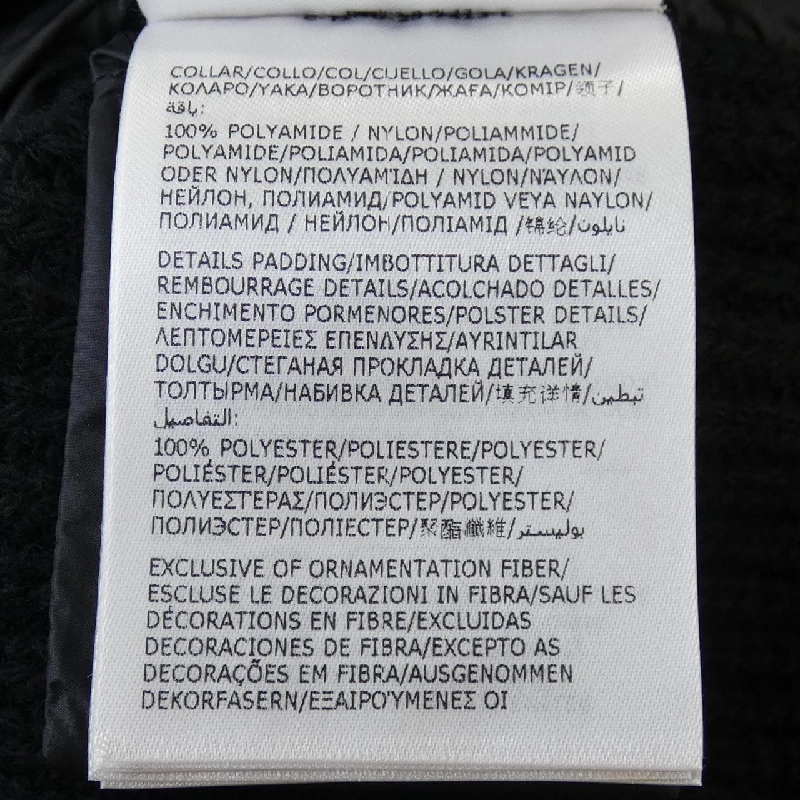 COLLAR/COLLO/COL/CUELLO/GOLA/KRAGEN/
ΚΟΛΑΡΟ/YAKA/ВОРОТНИК/ЖАҒА/КОМІР/领子/
ياقة:
100% POLYAMIDE / NYLON/POLIAMMIDE/
POLYAMIDE/POLIAMIDA/POLIAMIDA/POLYAMID
ODER NYLON/ΠΟΛΥΑΜΊΔΗ / NYLON/ΝΑΥΛΟΝ/
НЕЙЛОН, ПОЛИАМИД/POLYAMID VEYA NAYLON/
ПОЛИАМИД / НЕЙЛОН/ПОЛІАМІД /锦纶/نايلون
DETAILS PADDING/IMBOTTITURA DETTAGLI/
REMBOURRAGE DETAILS/ACOLCHADO DETALLES/
ENCHIMENTO PORMENORES/POLSTER DETAILS/
ΛΕΠΤΟΜΕΡΕΙΕΣ ΕΠΕΝΔΥΣΗΣ/AYRINTILAR
DOLGU/СТЕГАНАЯ ПРОКЛАДКА ДЕТАЛЕЙ/
ТОЛТЫРМА/НАБИВКА ДЕТАЛЕЙ/填充详情/تبطين
التفاصيل:
100% POLYESTER/POLIESTERE/POLYESTER/
POLIÉSTER/POLIÉSTER/POLYESTER/
ΠΟΛΥΕΣΤΕΡΑΣ/ПОЛИЭСТЕР/POLYESTER/
ПОЛИЭСТЕР/ПОЛІЕСТЕР/聚酯纖維/بوليستر
EXCLUSIVE OF ORNAMENTATION FIBER/
ESCLUSE LE DECORAZIONI IN FIBRA/SAUF LES
DÉCORATIONS EN FIBRE/EXCLUIDAS
DECORACIONES DE FIBRA/EXCEPTO AS
DECORAÇÕES EM FIBRA/AUSGENOMMEN
DEKORFASERN/ΕΞΑΙΡΟΎΜΕΝΕΣ ΟΙ